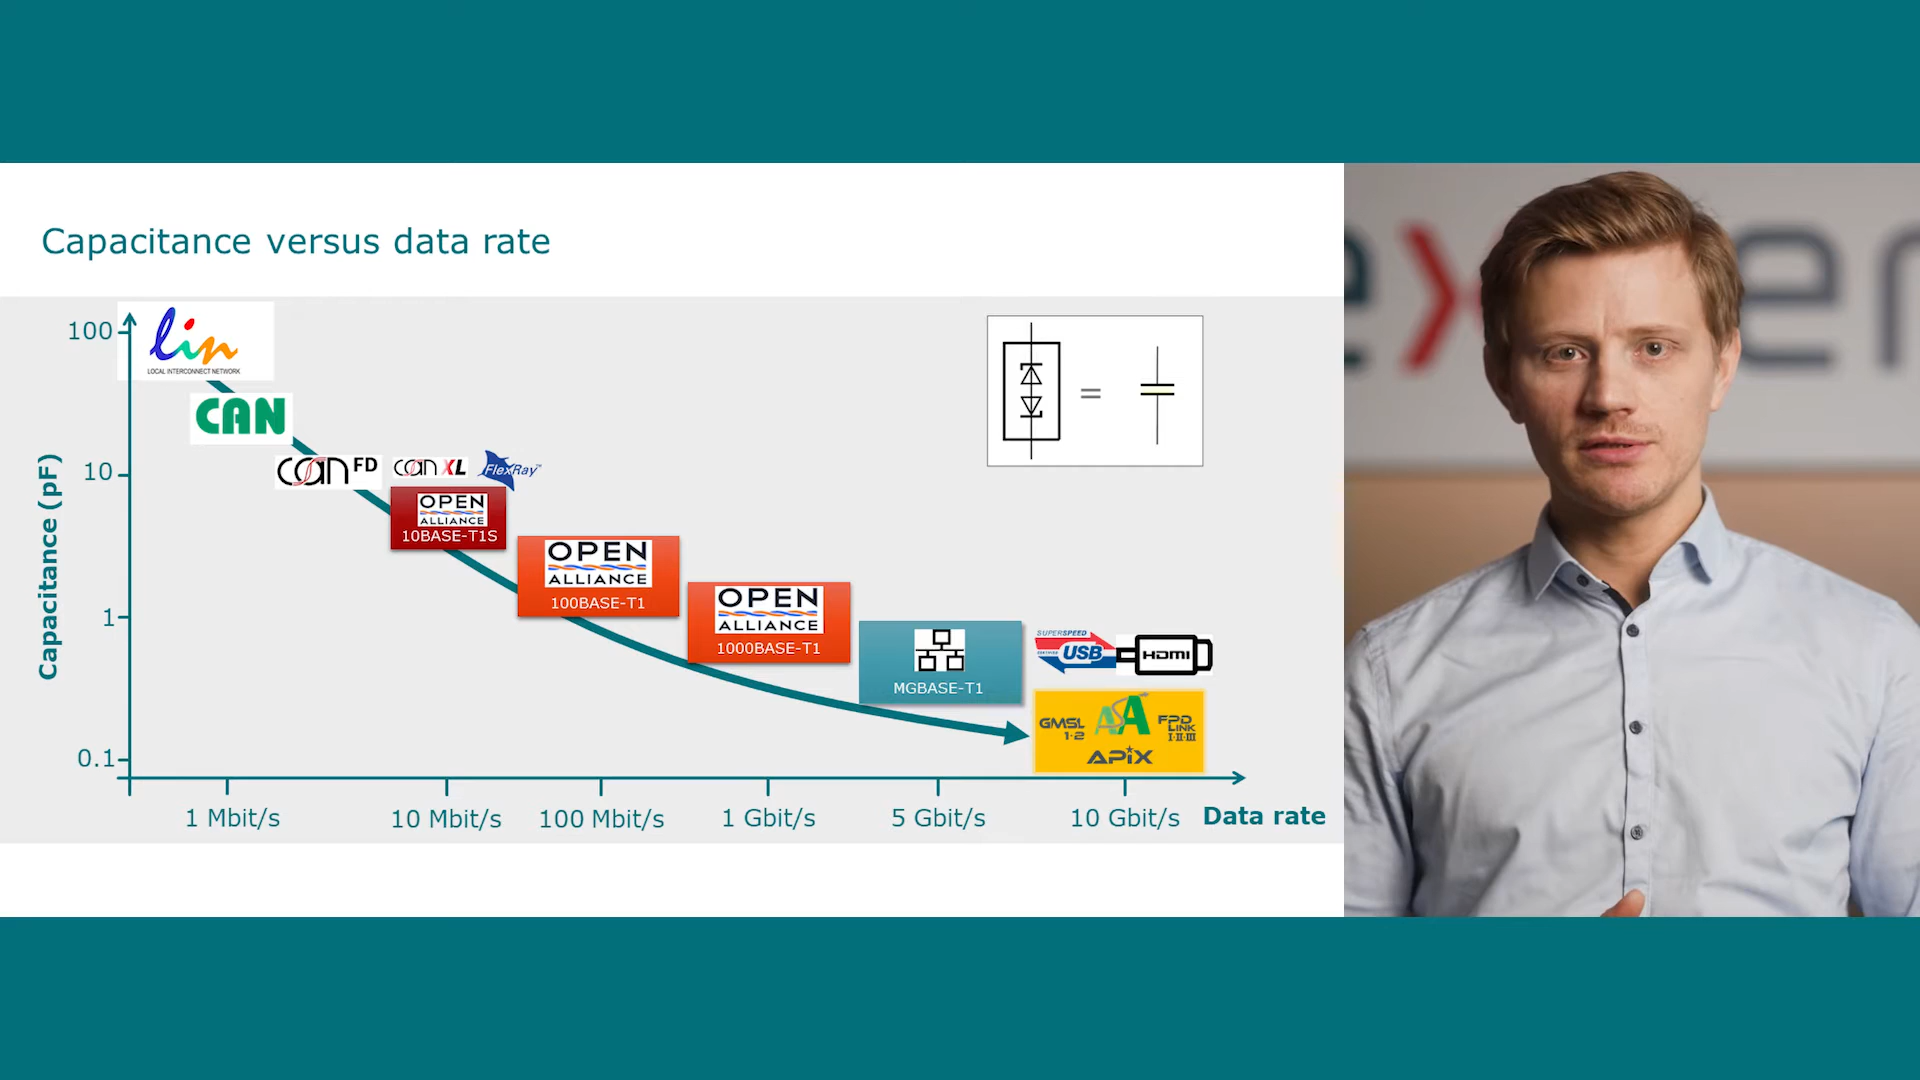 Capacitance versus data rate
100
10
1
0.1
Capacitance (pF)
lin
LOCAL INTERCONNECT NETWORK
CAN
CAN FD
CAN XL
FlexRay™
OPEN
ALLIANCE
10BASE-T1S
OPEN
ALLIANCE
100BASE-T1
OPEN
ALLIANCE
1000BASE-T1
MGBASE-T1
=
SUPERSPEED
CERTIFIED USB
HDMI
GMSL
1·2
ASA
FPD
LINK
I·II·III
APIX
1 Mbit/s
10 Mbit/s
100 Mbit/s
1 Gbit/s
5 Gbit/s
10 Gbit/s
Data rate
exper